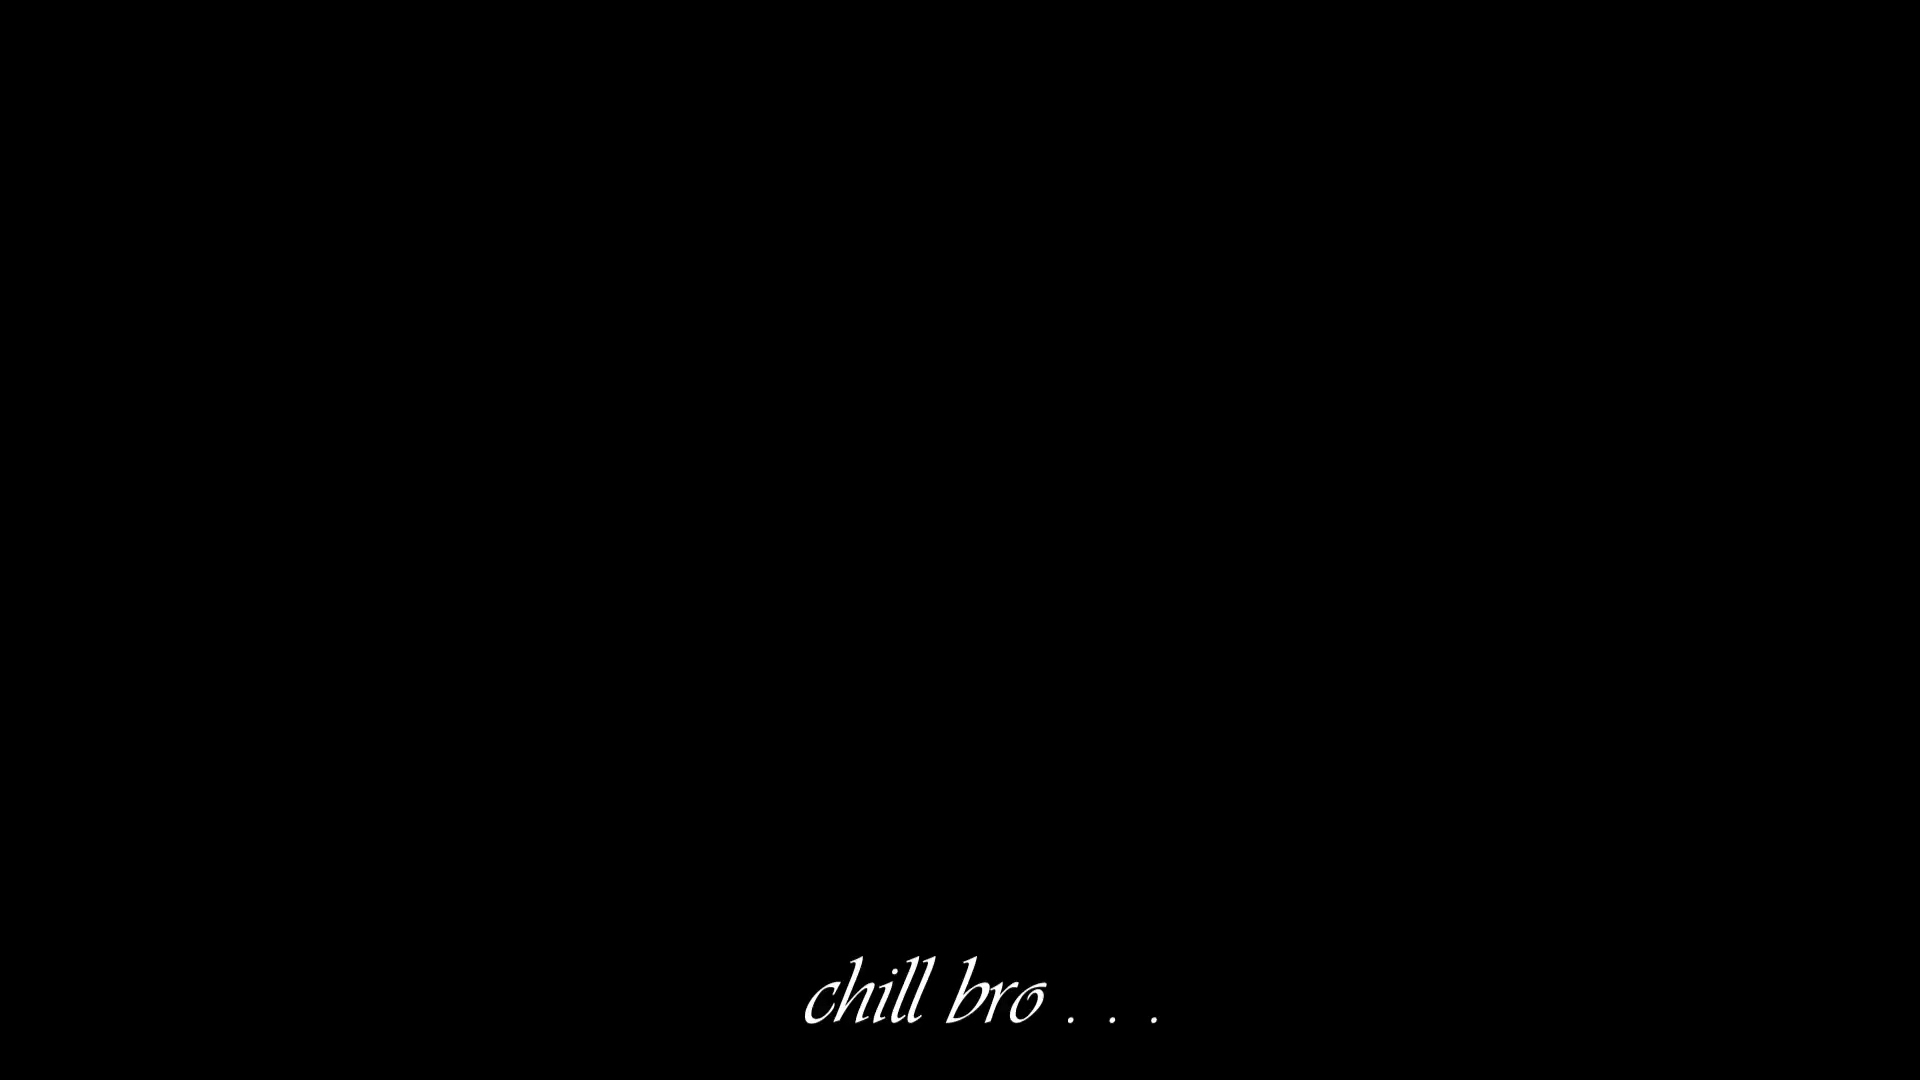 chill bro . . .